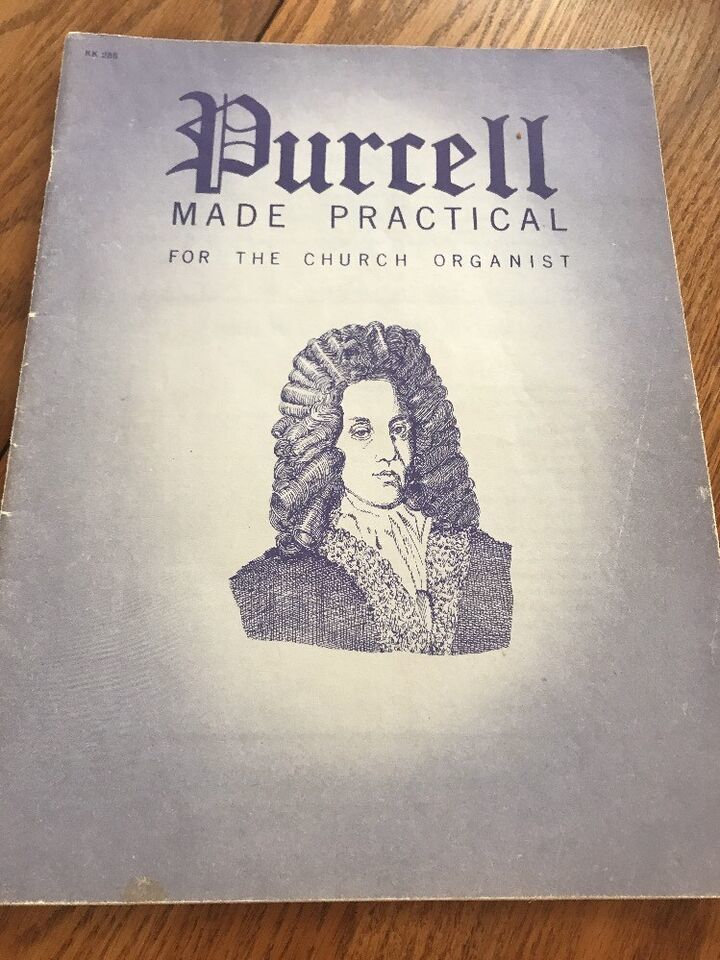 KK 286
Purcell
MADE PRACTICAL
FOR THE CHURCH ORGANIST